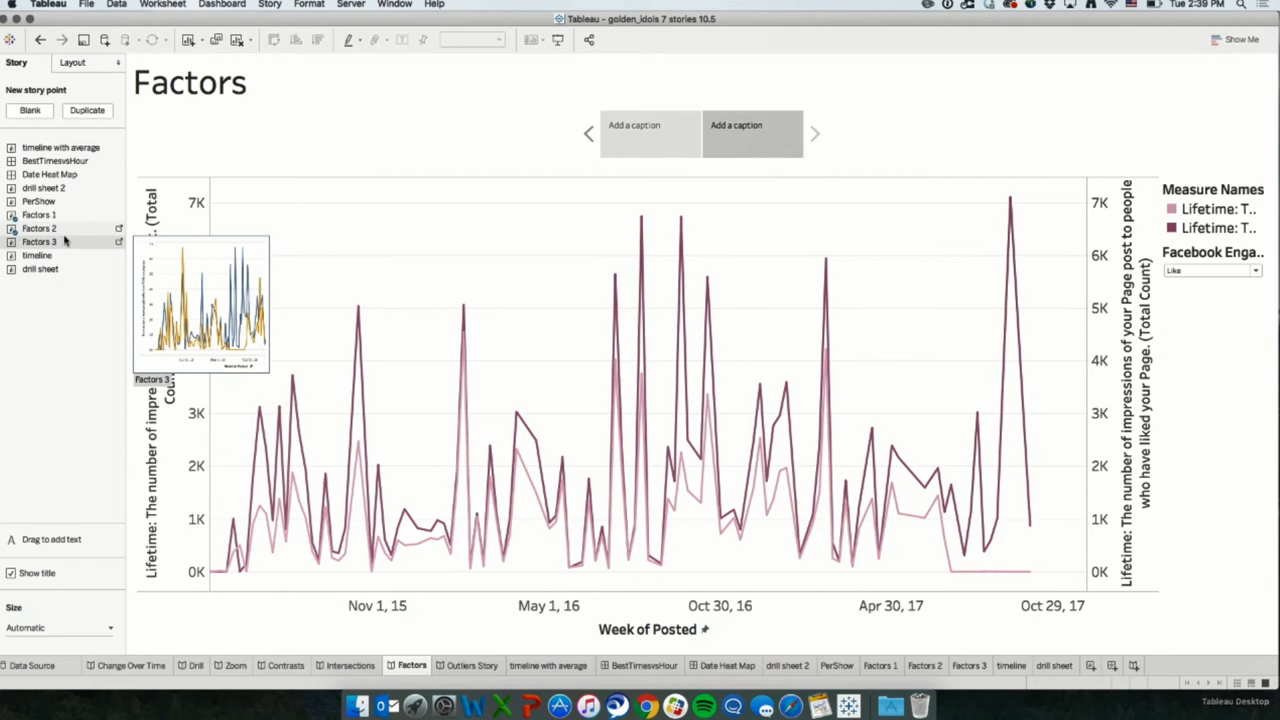 Tableau File Data Worksheet Dashboard Story Format Server Window Help Tue 2:39 PM
Tableau - golden_idols 7 stories 10.5
Show Me
Story Layout
New story point
Blank Duplicate
timeline with average
BestTimesvsHour
Date Heat Map
drill sheet 2
PerShow
Factors 1
Factors 2
Factors 3
timeline
drill sheet
Drag to add text
Show title
Size
Automatic
Factors
Add a caption Add a caption
(Total
Coun
Lifetime: The number of impre
7K
6K
5K
4K
3K
2K
1K
0K
Factors 3
7K
6K
5K
4K
3K
2K
1K
0K
Lifetime: The number of impressions of your Page post to people
who have liked your Page. (Total Count)
Nov 1, 15 May 1, 16 Oct 30, 16 Apr 30, 17 Oct 29, 17
Week of Posted
Measure Names
Lifetime: T..
Lifetime: T..
Facebook Enga..
Like
Data Source Change Over Time Drill Zoom Contrasts Intersections Factors Outliers Story timeline with average BestTimesvsHour Date Heat Map drill sheet 2 PerShow Factors 1 Factors 2 Factors 3 timeline drill sheet
Tableau Desktop